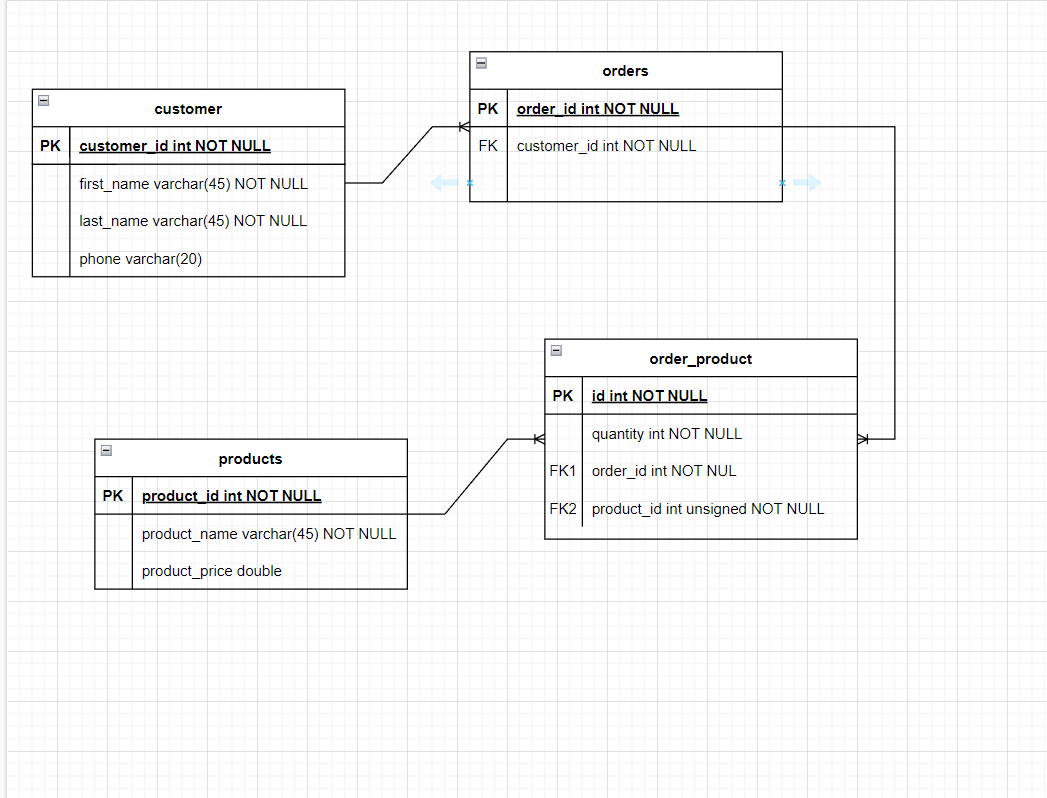 customer
PK customer_id int NOT NULL
first_name varchar(45) NOT NULL
last_name varchar(45) NOT NULL
phone varchar(20)
orders
PK order_id int NOT NULL
FK customer_id int NOT NULL
order_product
PK id int NOT NULL
quantity int NOT NULL
FK1 order_id int NOT NUL
FK2 product_id int unsigned NOT NULL
products
PK product_id int NOT NULL
product_name varchar(45) NOT NULL
product_price double